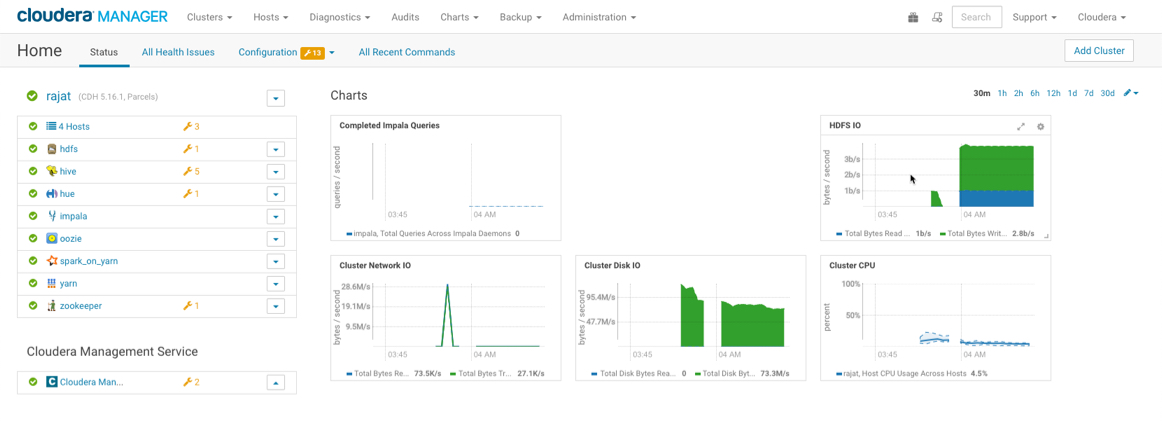 cloudera MANAGER Clusters Hosts Diagnostics Audits Charts Backup Administration Search Support Cloudera
Home Status All Health Issues Configuration 13 All Recent Commands Add Cluster
rajat (CDH 5.16.1, Parcels)
4 Hosts 3
hdfs 1
hive 5
hue 1
impala
oozie
spark_on_yarn
yarn
zookeeper 1
Cloudera Management Service
Cloudera Man... 2
Charts
30m 1h 2h 6h 12h 1d 7d 30d
Completed Impala Queries
queries / second
03:45 04 AM
impala, Total Queries Across Impala Daemons 0
HDFS IO
bytes / second
3b/s
2b/s
1b/s
03:45 04 AM
Total Bytes Read ... 1b/s Total Bytes Writ... 2.8b/s
Cluster Network IO
bytes / second
28.6M/s
19.1M/s
9.5M/s
03:45 04 AM
Total Bytes Re... 73.5K/s Total Bytes Tr... 27.1K/s
Cluster Disk IO
bytes / second
95.4M/s
47.7M/s
03:45 04 AM
Total Disk Bytes Rea... 0 Total Disk Byt... 73.3M/s
Cluster CPU
percent
100%
50%
03:45 04 AM
rajat, Host CPU Usage Across Hosts 4.5%